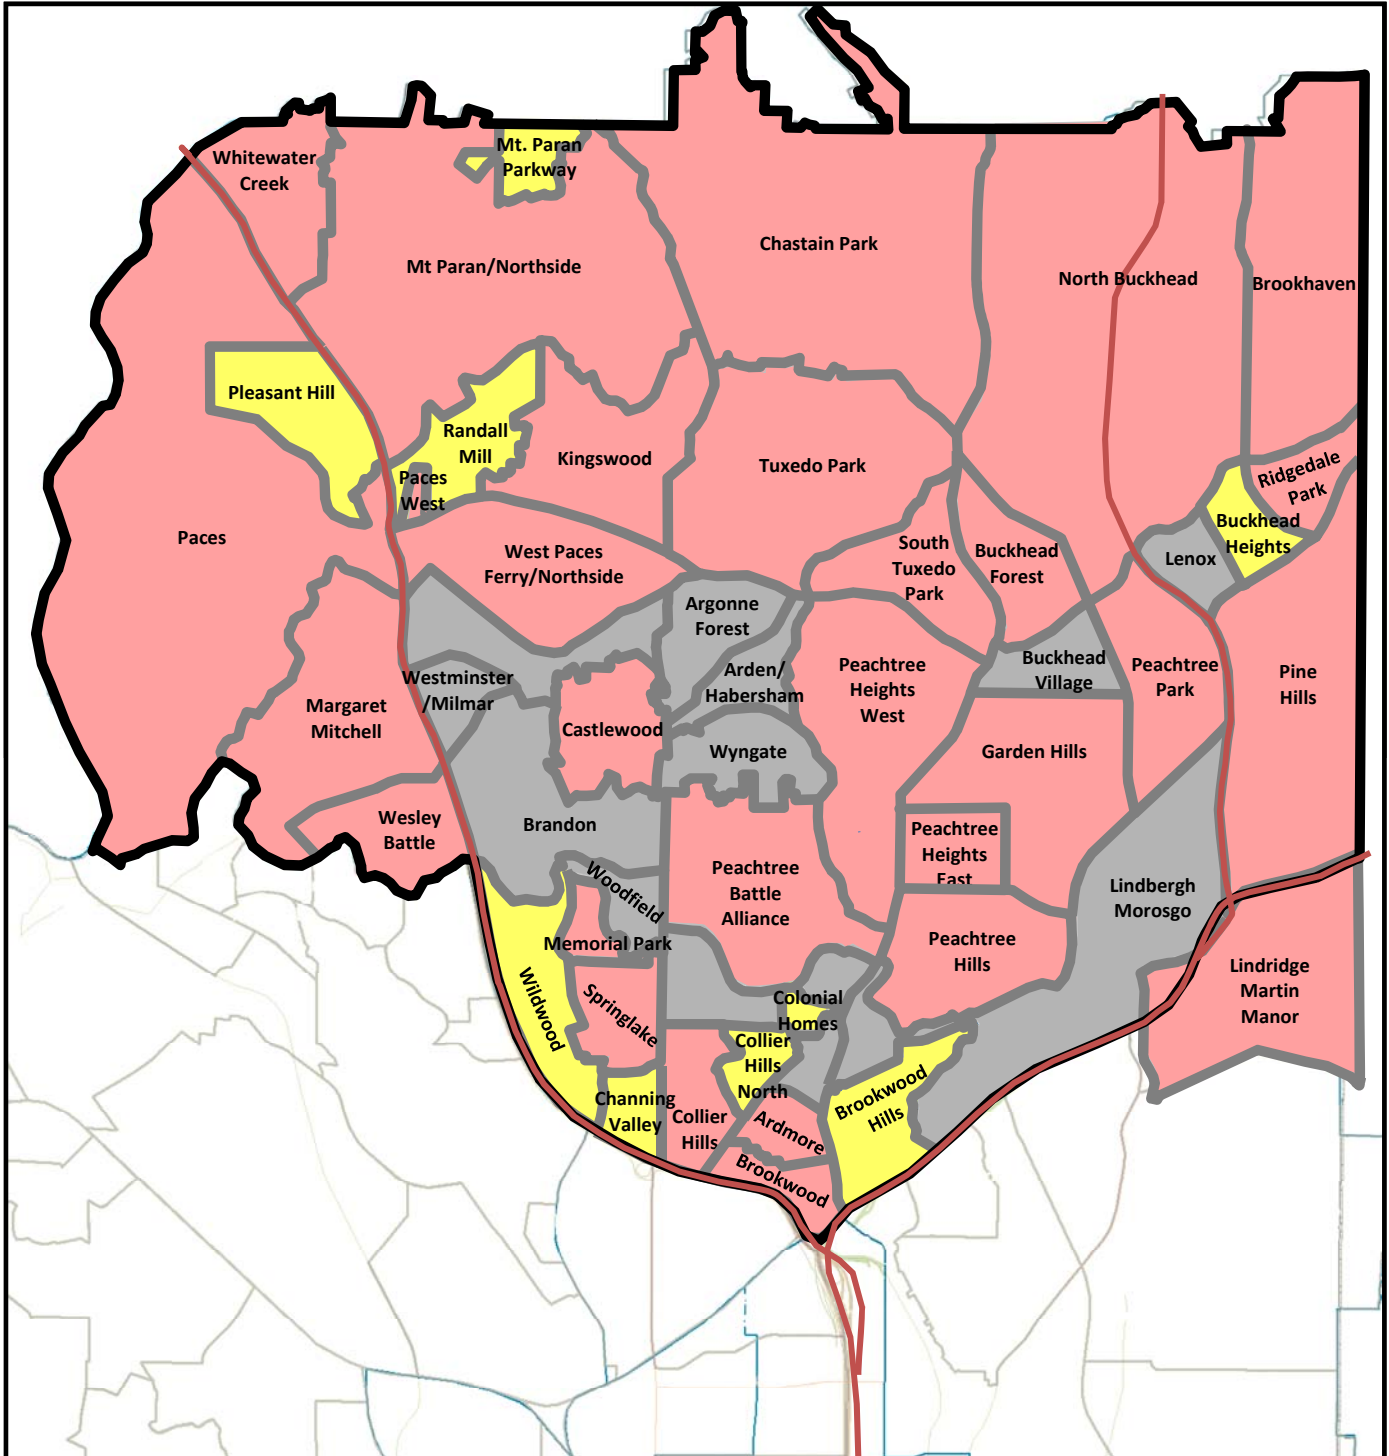 Mt. Paran
Parkway
Whitewater
Creek
Chastain Park
Mt Paran/Northside
North Buckhead
Brookhaven
Pleasant Hill
Randall
Mill
Kingswood
Tuxedo Park
Ridgedale
Park
Paces
West
Buckhead
Heights
Paces
West Paces
Ferry/Northside
South
Tuxedo
Park
Buckhead
Forest
Lenox
Argonne
Forest
Westminster
/Milmar
Arden/
Habersham
Peachtree
Heights
West
Buckhead
Village
Peachtree
Park
Pine
Hills
Margaret
Mitchell
Castlewood
Wyngate
Garden Hills
Wesley
Battle
Brandon
Peachtree
Heights
East
Woodfield
Peachtree
Battle
Alliance
Lindbergh
Morosgo
Memorial Park
Peachtree
Hills
Lindridge
Martin
Manor
Wildwood
Springlake
Colonial
Homes
Collier
Hills
North
Channing
Valley
Collier
Hills
Ardmore
Brookwood
Hills
Brookwood